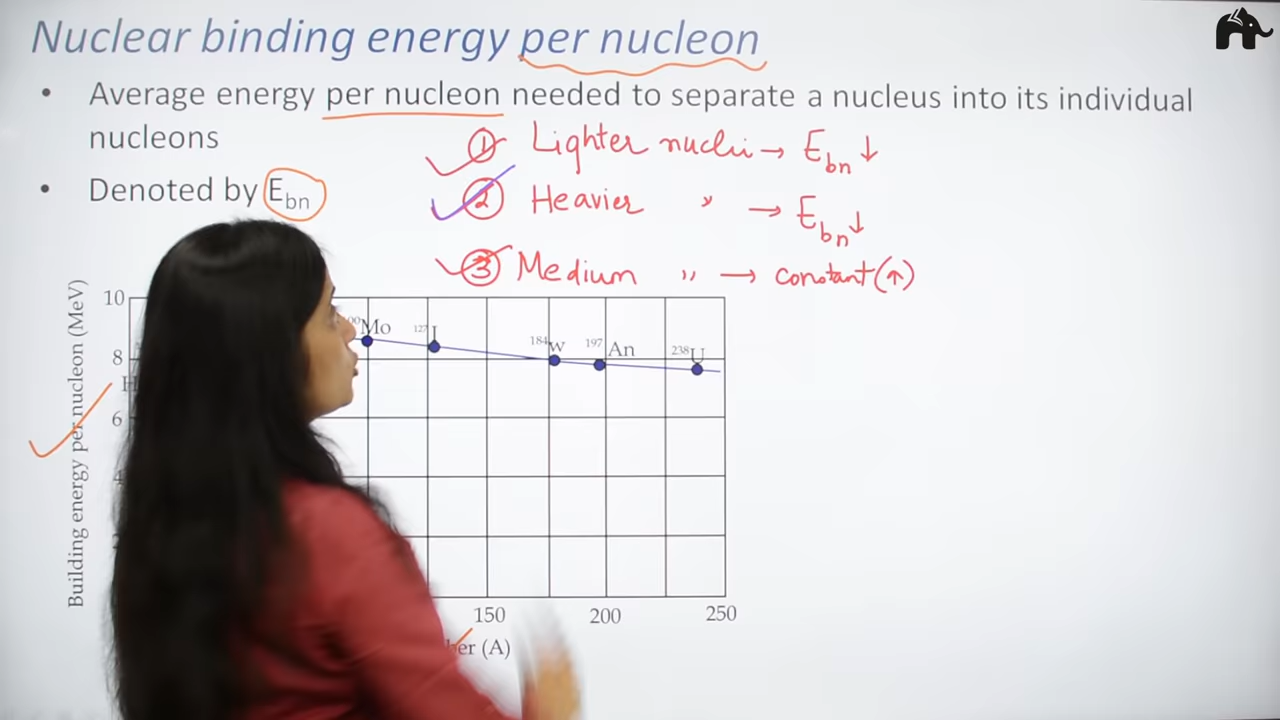 Nuclear binding energy per nucleon
• Average energy per nucleon needed to separate a nucleus into its individual
nucleons
① Lighter nuclei → Ebn ↓
• Denoted by Ebn
② Heavier " → Ebn ↓
③ Medium " → constant (↑)
Building energy per nucleon (MeV)
10
8
6
4
Mo
127I
184W
197An
238U
150
200
250
(A)